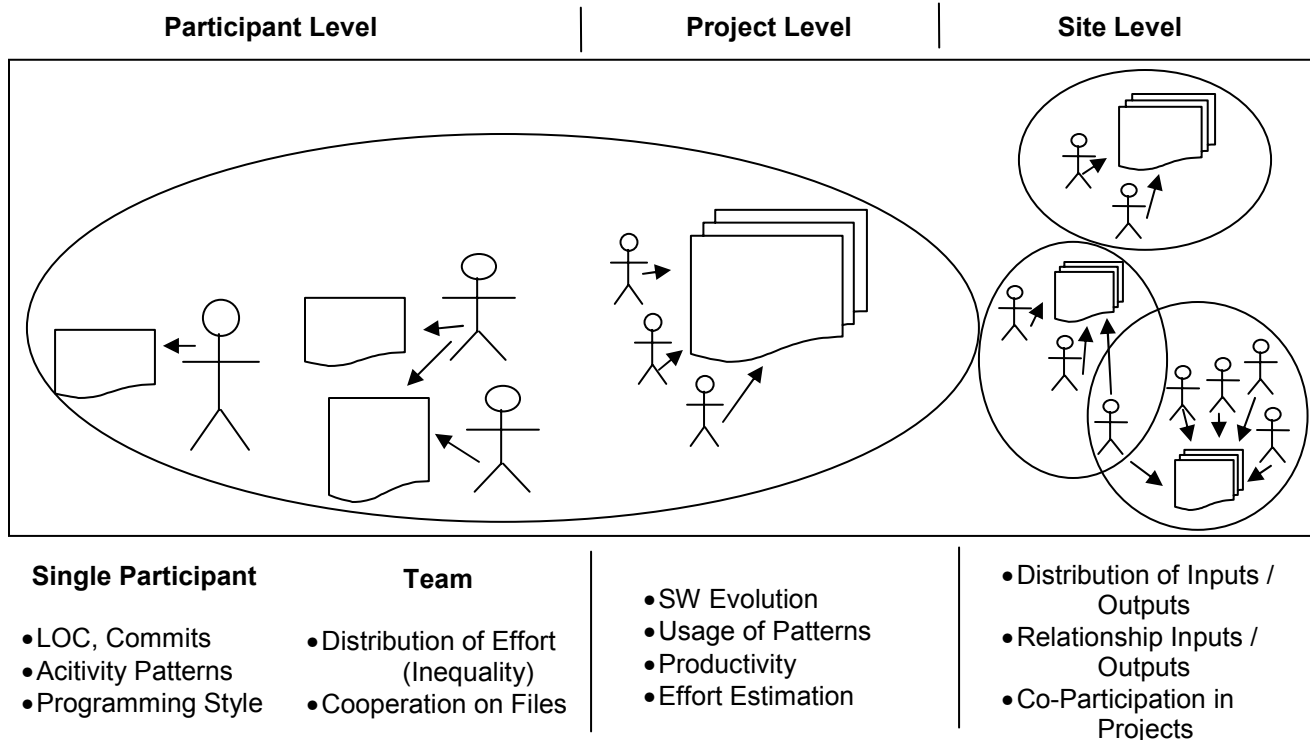 Participant Level
Project Level
Site Level
Single Participant
•LOC, Commits
•Acitivity Patterns
•Programming Style
Team
•Distribution of Effort
(Inequality)
•Cooperation on Files
•SW Evolution
•Usage of Patterns
•Productivity
•Effort Estimation
•Distribution of Inputs /
Outputs
•Relationship Inputs /
Outputs
•Co-Participation in
Projects